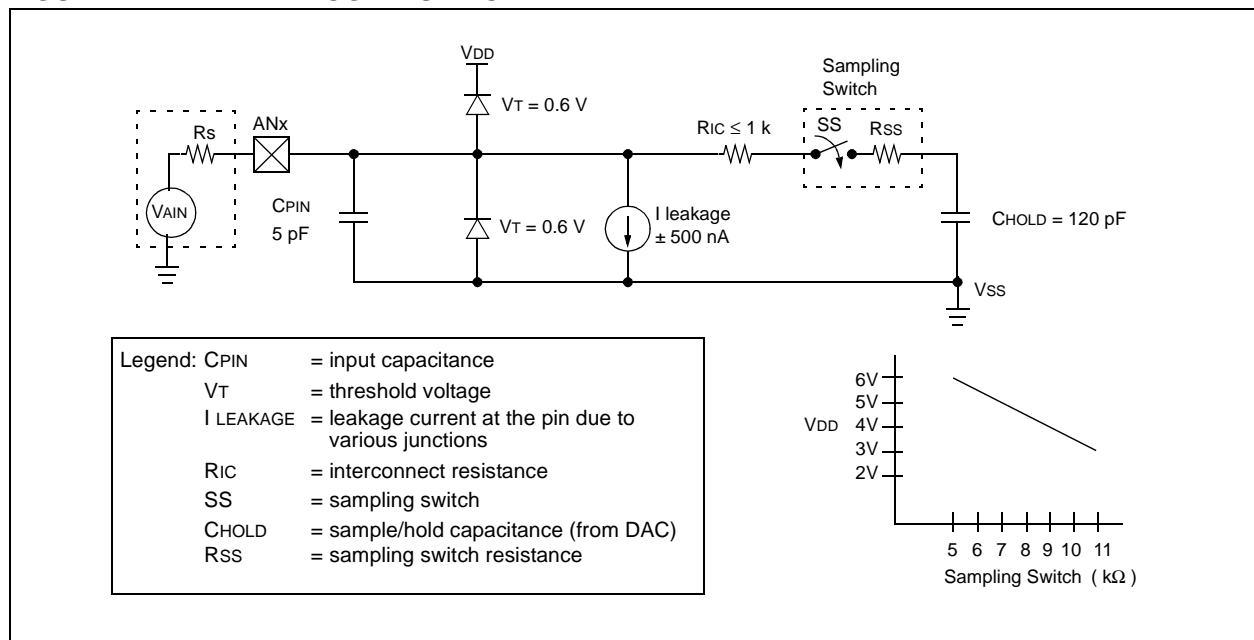 VDD
Sampling
Switch
VT = 0.6 V
ANx
Rs
RIC ≤ 1 k
SS
RSS
VAIN
CPIN
5 pF
VT = 0.6 V
I leakage
± 500 nA
CHOLD = 120 pF
VSS
Legend: CPIN = input capacitance
VT = threshold voltage
I LEAKAGE = leakage current at the pin due to
various junctions
RIC = interconnect resistance
SS = sampling switch
CHOLD = sample/hold capacitance (from DAC)
RSS = sampling switch resistance
6V
5V
VDD 4V
3V
2V
5 6 7 8 9 10 11
Sampling Switch ( kΩ )